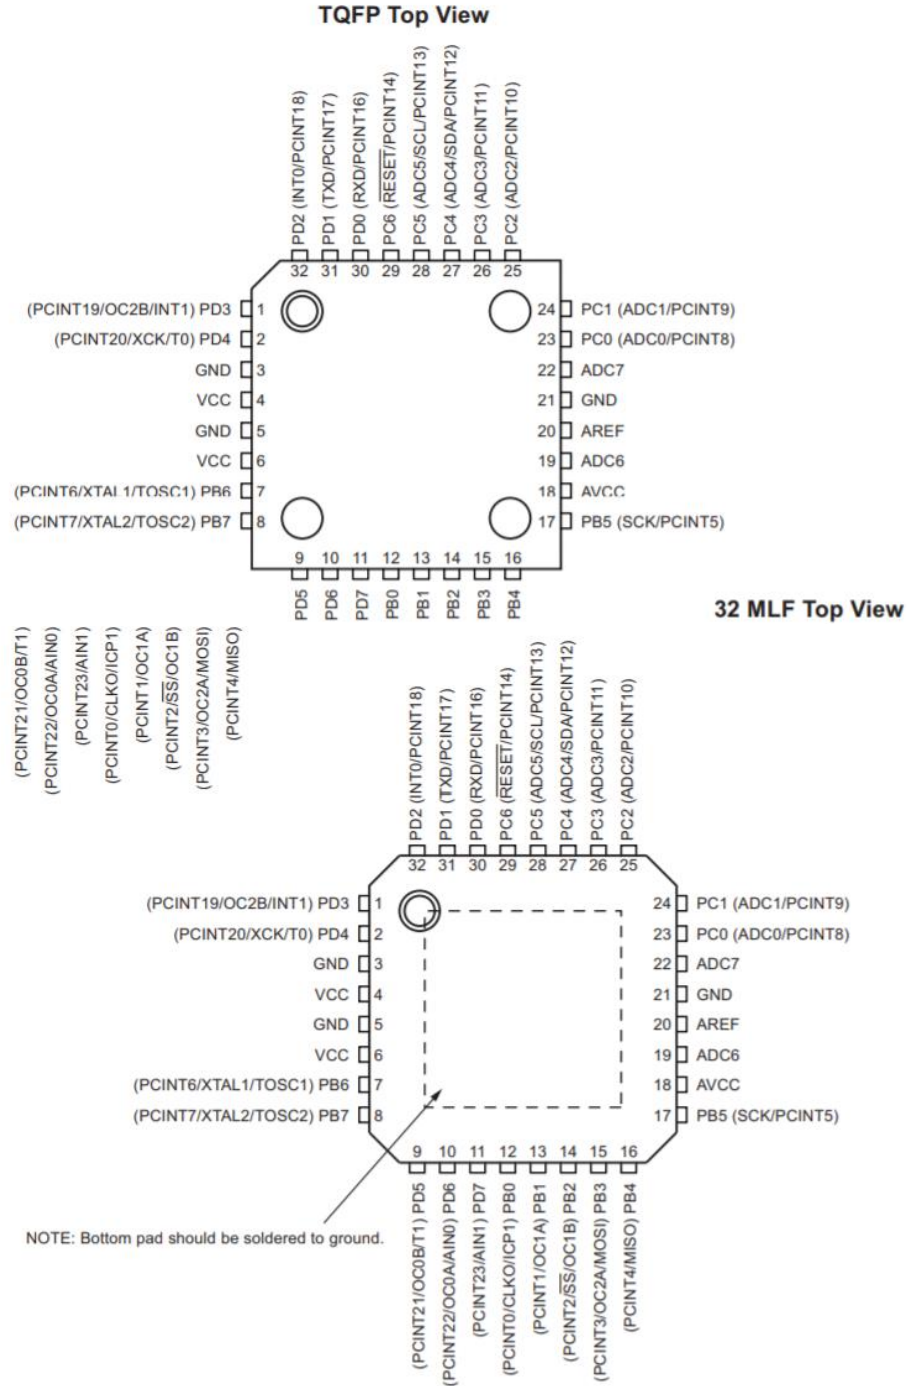 TQFP Top View
PD2 (INT0/PCINT18)
PD1 (TXD/PCINT17)
PD0 (RXD/PCINT16)
PC6 (RESET/PCINT14)
PC5 (ADC5/SCL/PCINT13)
PC4 (ADC4/SDA/PCINT12)
PC3 (ADC3/PCINT11)
PC2 (ADC2/PCINT10)
32 31 30 29 28 27 26 25
(PCINT19/OC2B/INT1) PD3 1
(PCINT20/XCK/T0) PD4 2
GND 3
VCC 4
GND 5
VCC 6
(PCINT6/XTAL1/TOSC1) PB6 7
(PCINT7/XTAL2/TOSC2) PB7 8
24 PC1 (ADC1/PCINT9)
23 PC0 (ADC0/PCINT8)
22 ADC7
21 GND
20 AREF
19 ADC6
18 AVCC
17 PB5 (SCK/PCINT5)
9 10 11 12 13 14 15 16
PD5
PD6
PD7
PB0
PB1
PB2
PB3
PB4
(PCINT21/OC0B/T1)
(PCINT22/OC0A/AIN0)
(PCINT23/AIN1)
(PCINT0/CLKO/ICP1)
(PCINT1/OC1A)
(PCINT2/SS/OC1B)
(PCINT3/OC2A/MOSI)
(PCINT4/MISO)
32 MLF Top View
PD2 (INT0/PCINT18)
PD1 (TXD/PCINT17)
PD0 (RXD/PCINT16)
PC6 (RESET/PCINT14)
PC5 (ADC5/SCL/PCINT13)
PC4 (ADC4/SDA/PCINT12)
PC3 (ADC3/PCINT11)
PC2 (ADC2/PCINT10)
32 31 30 29 28 27 26 25
(PCINT19/OC2B/INT1) PD3 1
(PCINT20/XCK/T0) PD4 2
GND 3
VCC 4
GND 5
VCC 6
(PCINT6/XTAL1/TOSC1) PB6 7
(PCINT7/XTAL2/TOSC2) PB7 8
24 PC1 (ADC1/PCINT9)
23 PC0 (ADC0/PCINT8)
22 ADC7
21 GND
20 AREF
19 ADC6
18 AVCC
17 PB5 (SCK/PCINT5)
9 10 11 12 13 14 15 16
(PCINT21/OC0B/T1) PD5
(PCINT22/OC0A/AIN0) PD6
(PCINT23/AIN1) PD7
(PCINT0/CLKO/ICP1) PB0
(PCINT1/OC1A) PB1
(PCINT2/SS/OC1B) PB2
(PCINT3/OC2A/MOSI) PB3
(PCINT4/MISO) PB4
NOTE: Bottom pad should be soldered to ground.